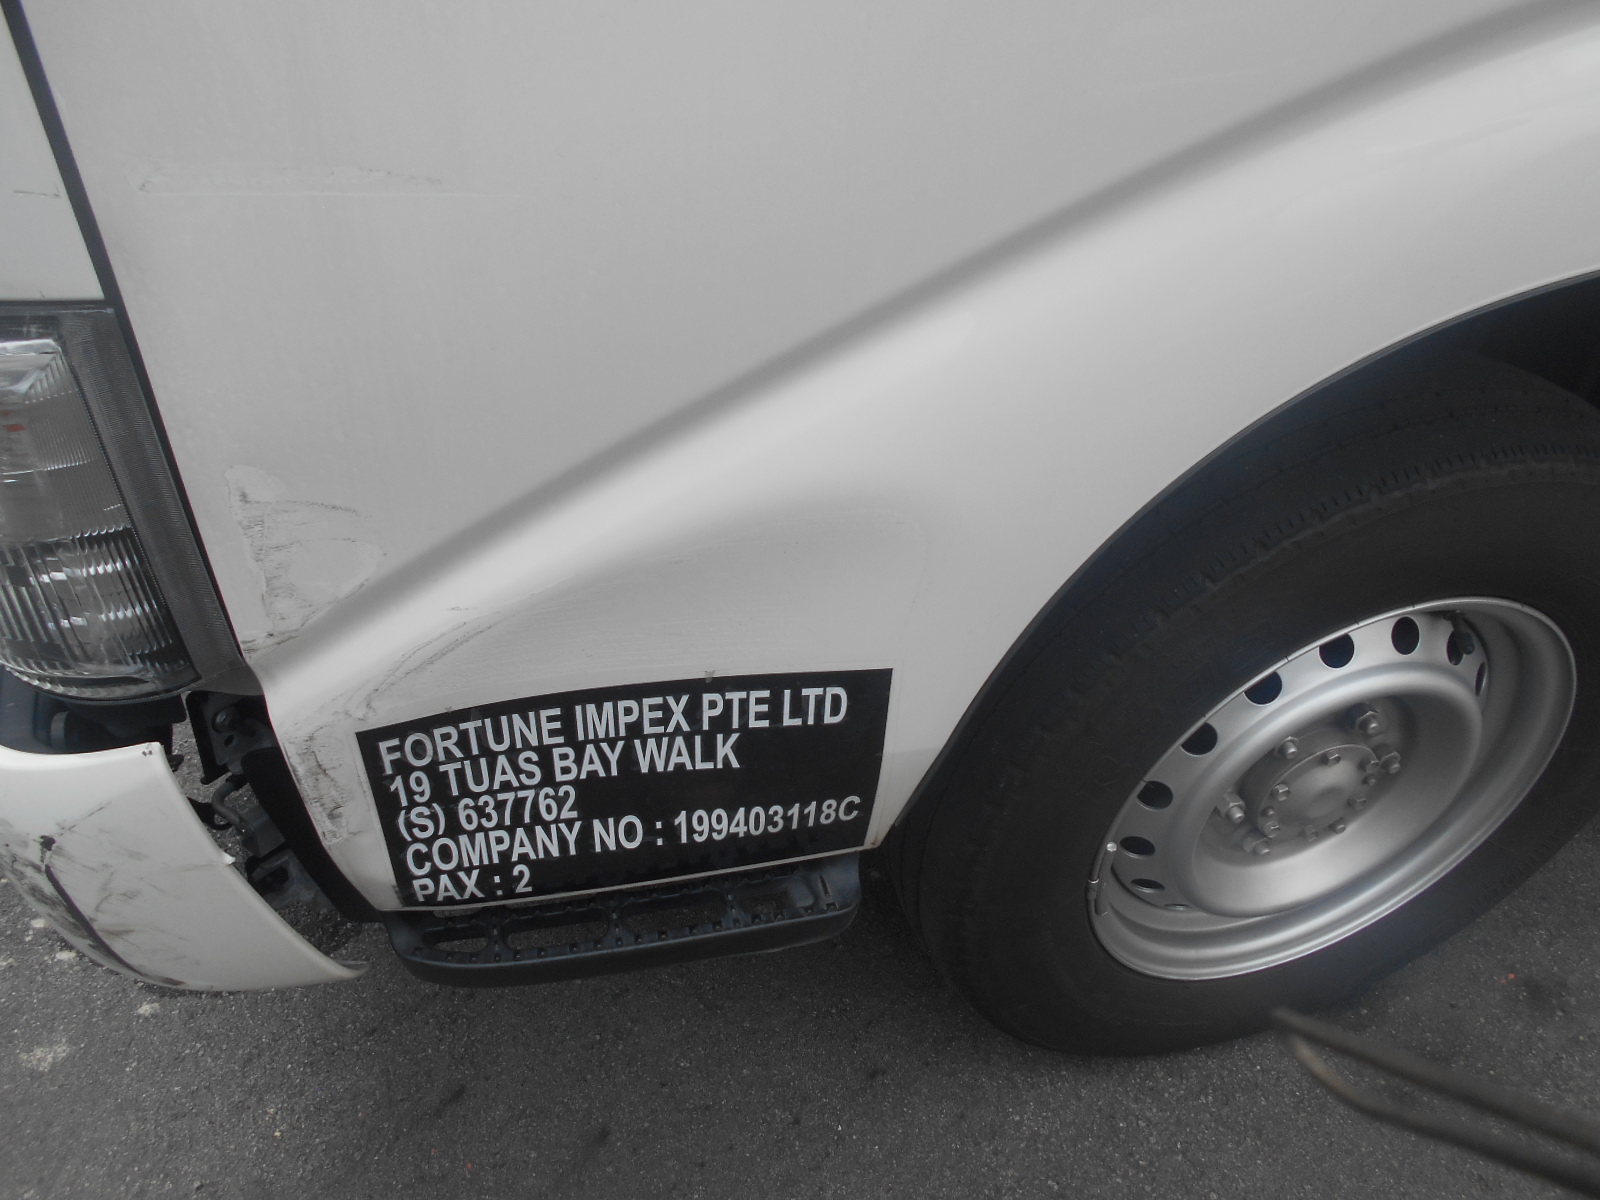 FORTUNE IMPEX PTE LTD
19 TUAS BAY WALK
(S) 637762
COMPANY NO : 199403118C
PAX : 2